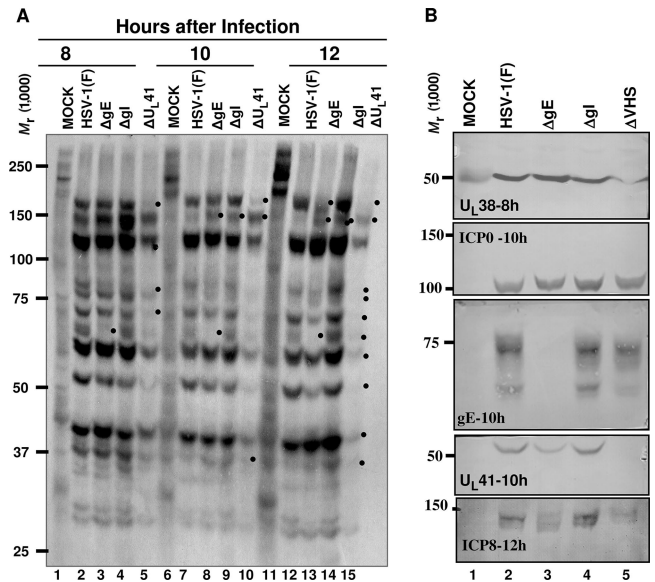 A
Hours after Infection
8 10 12
Mr (1,000)
MOCK
HSV-1(F)
ΔgE
ΔgI
ΔUL41
MOCK
HSV-1(F)
ΔgE
ΔgI
ΔUL41
MOCK
HSV-1(F)
ΔgE
ΔgI
ΔUL41
250
150
100
75
50
37
25
1 2 3 4 5 6 7 8 9 10 11 12 13 14 15
B
Mr (1,000)
MOCK
HSV-1(F)
ΔgE
ΔgI
ΔVHS
50
UL38-8h
ICP0 -10h
150
100
75
gE-10h
50
UL41-10h
150
ICP8-12h
1 2 3 4 5